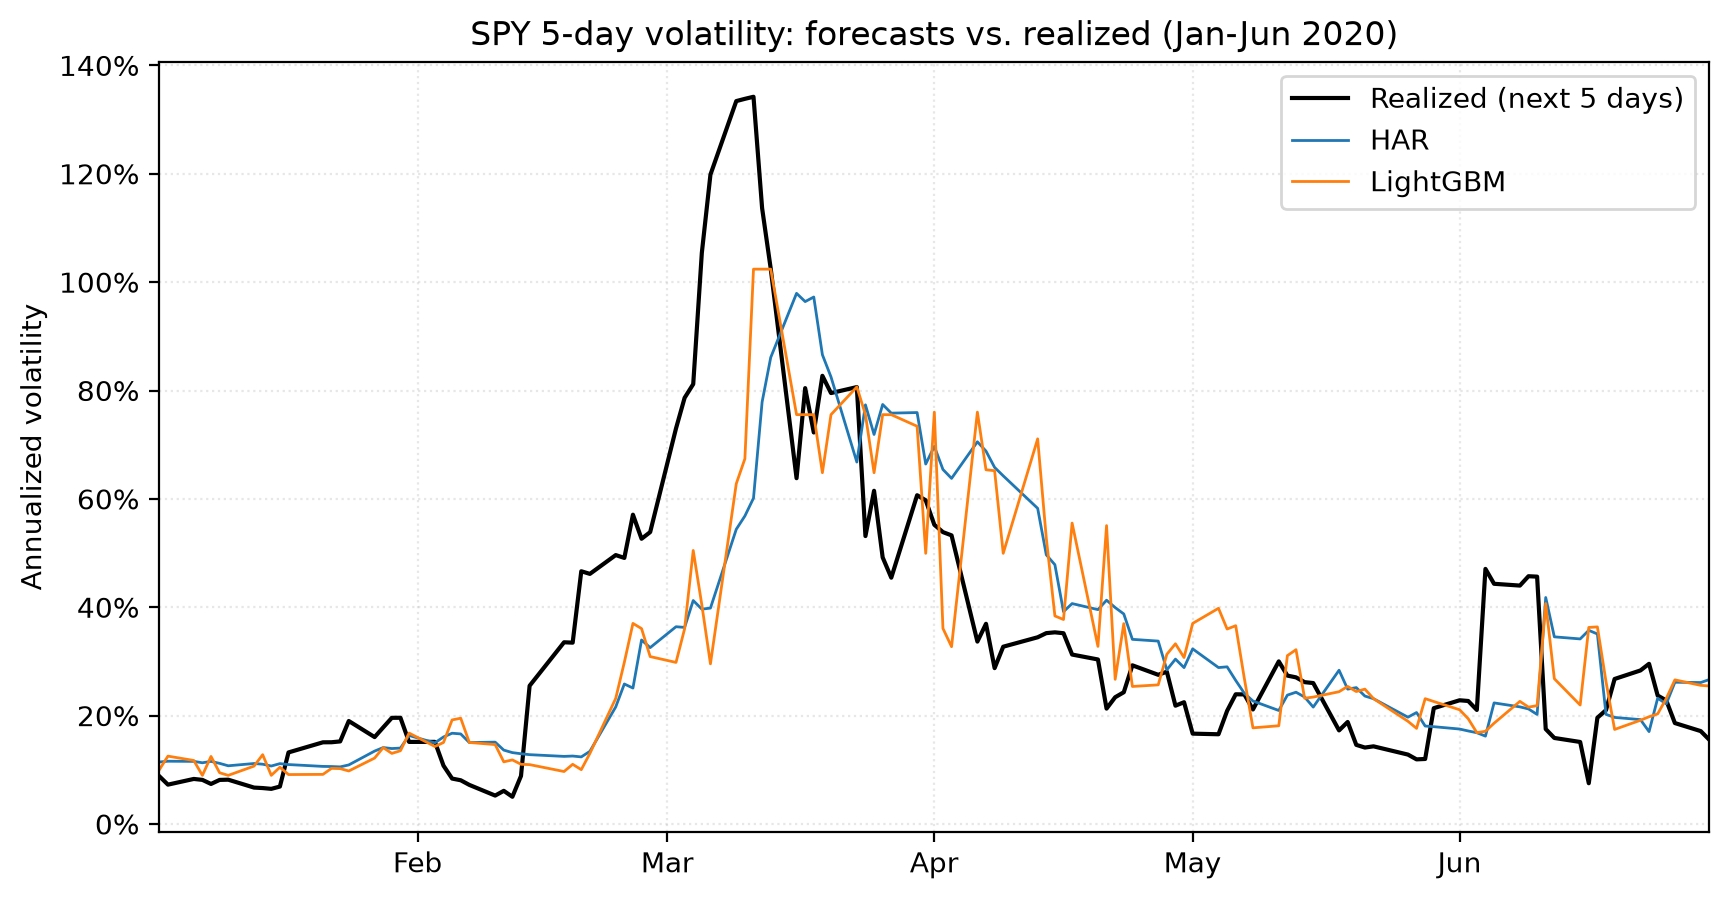 SPY 5-day volatility: forecasts vs. realized (Jan-Jun 2020)
Annualized volatility
140%
120%
100%
80%
60%
40%
20%
0%
Feb
Mar
Apr
May
Jun
Realized (next 5 days)
HAR
LightGBM